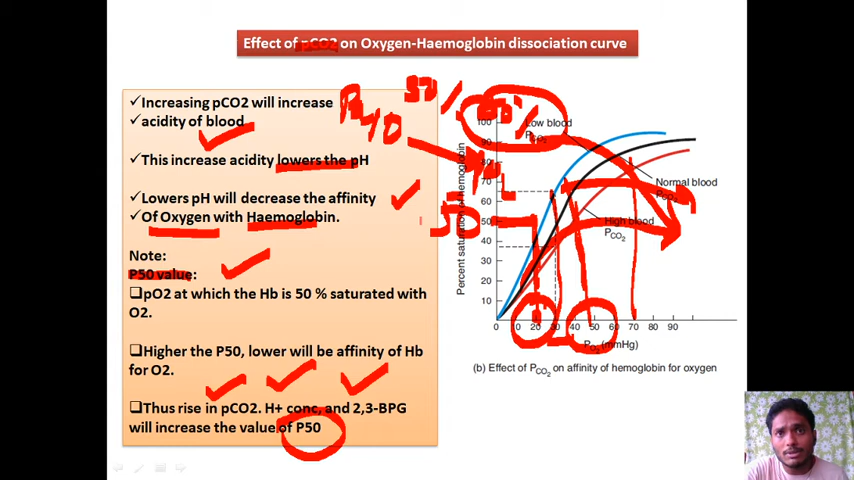 Effect of pCO2 on Oxygen-Haemoglobin dissociation curve
✓Increasing pCO2 will increase
✓acidity of blood
✓This increase acidity lowers the pH
✓Lowers pH will decrease the affinity
✓Of Oxygen with Haemoglobin.
Note:
P50 value:
❑pO2 at which the Hb is 50 % saturated with
O2.
❑Higher the P50, lower will be affinity of Hb
for O2.
❑Thus rise in pCO2. H+ conc, and 2,3-BPG
will increase the value of P50
50%
50
Percent saturation of hemoglobin
100
90
80
70
60
50
40
30
20
10
0 10 20 30 40 50 60 70 80 90
PO2 (mmHg)
Low blood
PCO2
Normal blood
PCO2
High blood
PCO2
(b) Effect of PCO2 on affinity of hemoglobin for oxygen